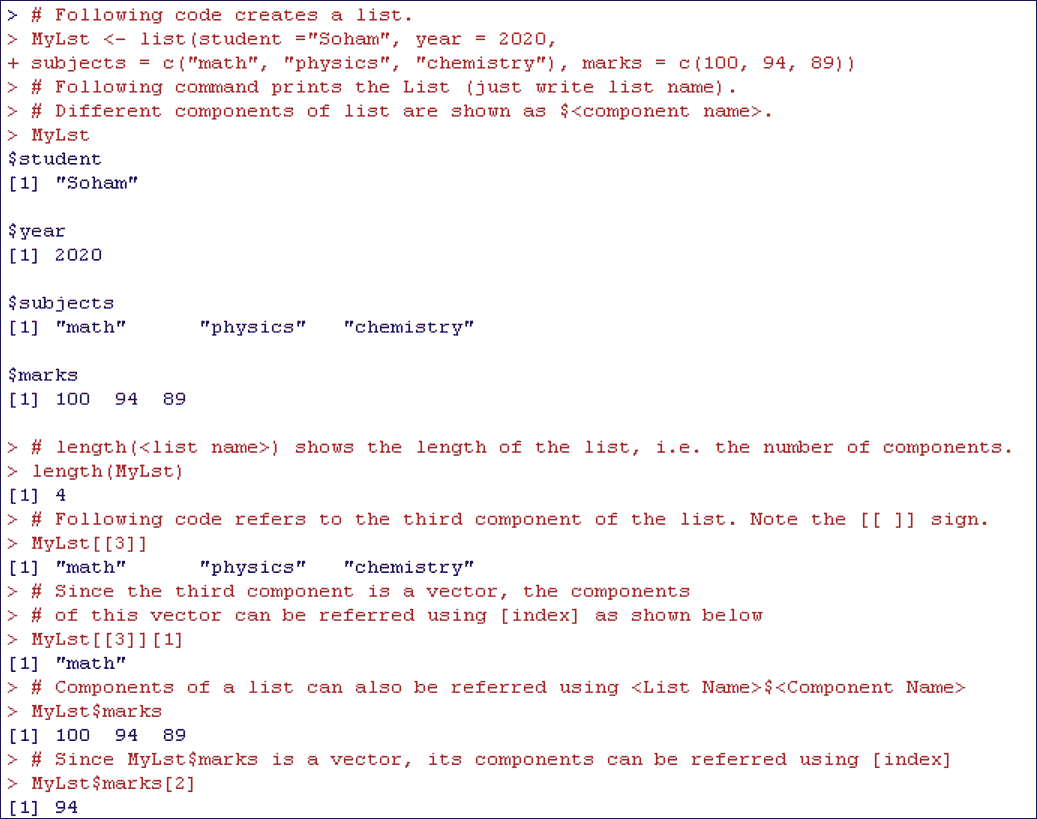 > # Following code creates a list.
> MyLst <- list(student ="Soham", year = 2020,
+ subjects = c("math", "physics", "chemistry"), marks = c(100, 94, 89))
> # Following command prints the List (just write list name).
> # Different components of list are shown as $<component name>.
> MyLst
$student
[1] "Soham"

$year
[1] 2020

$subjects
[1] "math"      "physics"   "chemistry"

$marks
[1] 100  94  89

> # length(<list name>) shows the length of the list, i.e. the number of components.
> length(MyLst)
[1] 4
> # Following code refers to the third component of the list. Note the [[ ]] sign.
> MyLst[[3]]
[1] "math"      "physics"   "chemistry"
> # Since the third component is a vector, the components
> # of this vector can be referred using [index] as shown below
> MyLst[[3]][1]
[1] "math"
> # Components of a list can also be referred using <List Name>$<Component Name>
> MyLst$marks
[1] 100  94  89
> # Since MyLst$marks is a vector, its components can be referred using [index]
> MyLst$marks[2]
[1] 94